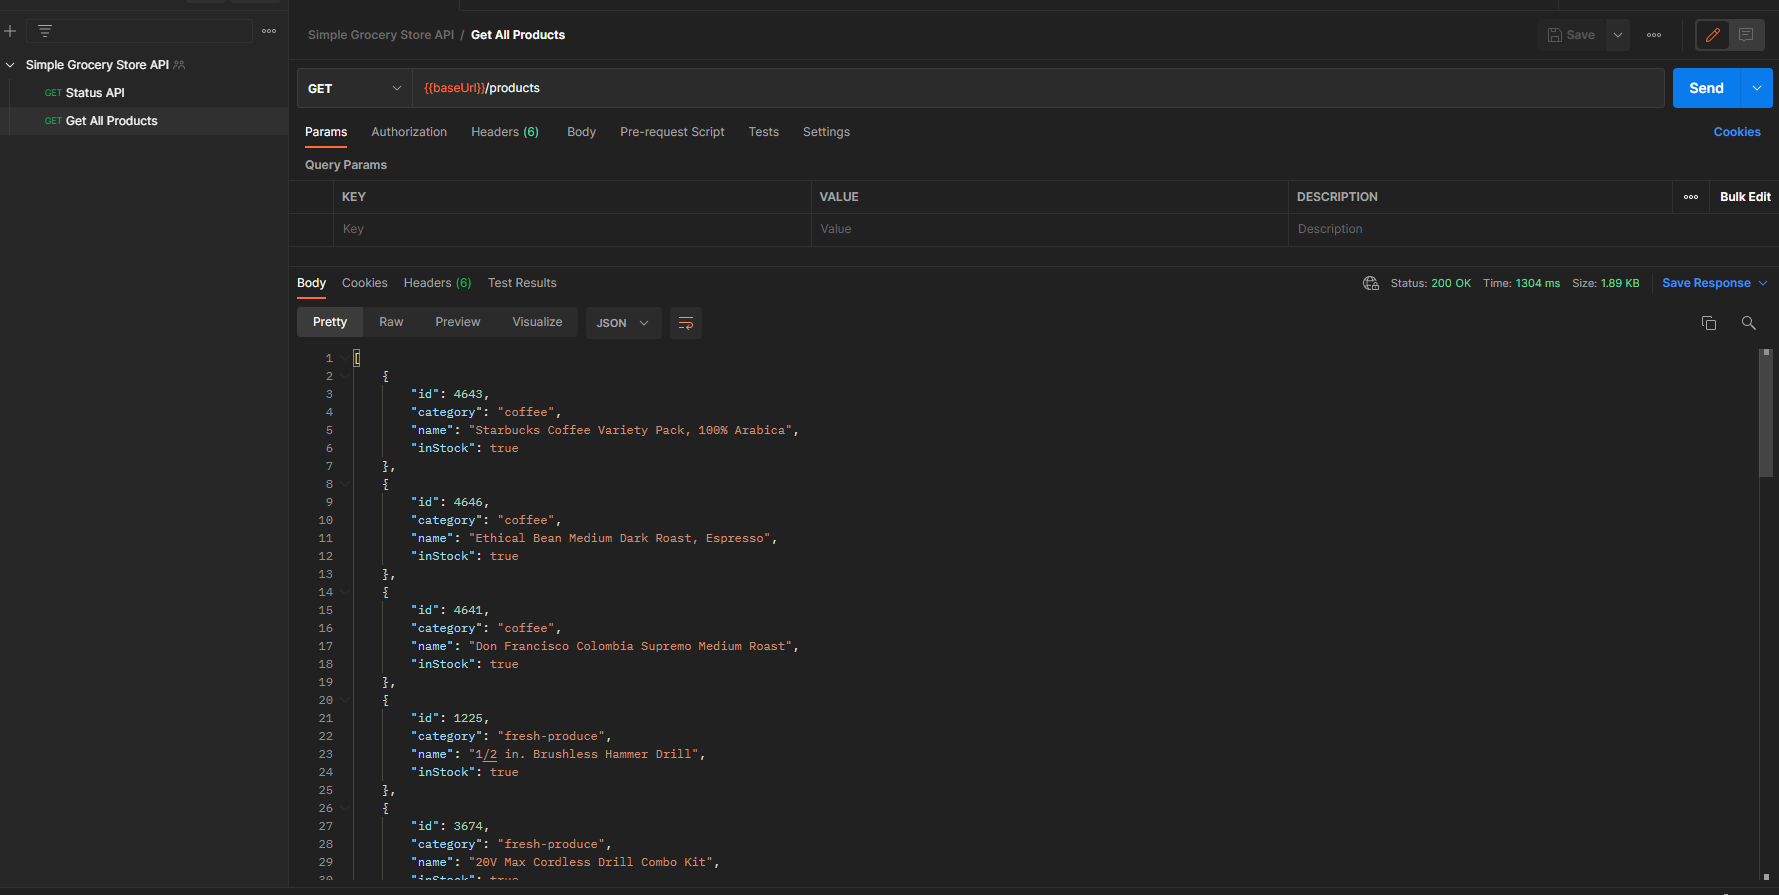 Simple Grocery Store API / Get All Products
Save
Simple Grocery Store API
GET Status API
GET Get All Products
GET
{{baseUrl}}/products
Send
Params Authorization Headers (6) Body Pre-request Script Tests Settings
Cookies
Query Params
KEY VALUE DESCRIPTION Bulk Edit
Key Value Description
Body Cookies Headers (6) Test Results
Status: 200 OK Time: 1304 ms Size: 1.89 KB Save Response
Pretty Raw Preview Visualize JSON
1 [
2 {
3 "id": 4643,
4 "category": "coffee",
5 "name": "Starbucks Coffee Variety Pack, 100% Arabica",
6 "inStock": true
7 },
8 {
9 "id": 4646,
10 "category": "coffee",
11 "name": "Ethical Bean Medium Dark Roast, Espresso",
12 "inStock": true
13 },
14 {
15 "id": 4641,
16 "category": "coffee",
17 "name": "Don Francisco Colombia Supremo Medium Roast",
18 "inStock": true
19 },
20 {
21 "id": 1225,
22 "category": "fresh-produce",
23 "name": "1/2 in. Brushless Hammer Drill",
24 "inStock": true
25 },
26 {
27 "id": 3674,
28 "category": "fresh-produce",
29 "name": "20V Max Cordless Drill Combo Kit",
30 "inStock": true